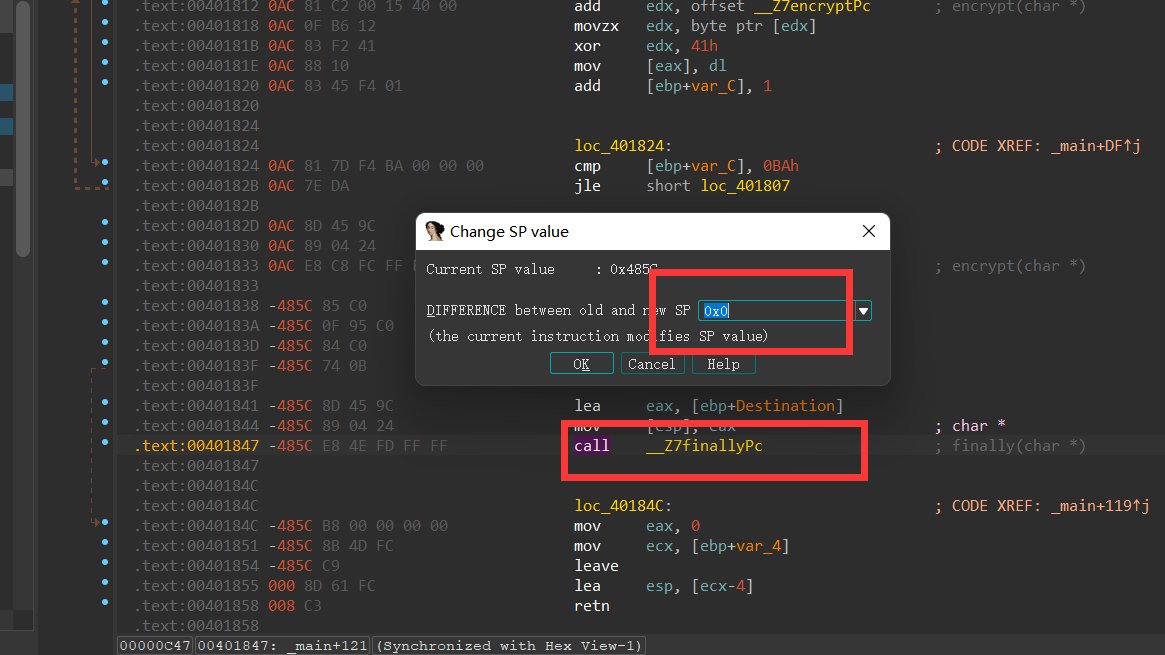 .text:00401812 0AC 81 C2 00 15 40 00 add edx, offset __Z7encryptPc ; encrypt(char *)
.text:00401818 0AC 0F B6 12 movzx edx, byte ptr [edx]
.text:0040181B 0AC 83 F2 41 xor edx, 41h
.text:0040181E 0AC 88 10 mov [eax], dl
.text:00401820 0AC 83 45 F4 01 add [ebp+var_C], 1
.text:00401820
.text:00401824
.text:00401824 loc_401824: ; CODE XREF: _main+DF↑j
.text:00401824 0AC 81 7D F4 BA 00 00 00 cmp [ebp+var_C], 0BAh
.text:0040182B 0AC 7E DA jle short loc_401807
.text:0040182B
.text:0040182D 0AC 8D 45 9C
.text:00401830 0AC 89 04 24
.text:00401833 0AC E8 C8 FC FF ; encrypt(char *)
.text:00401833
.text:00401838 -485C 85 C0
.text:0040183A -485C 0F 95 C0
.text:0040183D -485C 84 C0
.text:0040183F -485C 74 0B
.text:0040183F
Change SP value
Current SP value : 0x485C
DIFFERENCE between old and new SP 0x0
(the current instruction modifies SP value)
OK Cancel Help
.text:00401841 -485C 8D 45 9C lea eax, [ebp+Destination]
.text:00401844 -485C 89 04 24 mov [esp], eax ; char *
.text:00401847 -485C E8 4E FD FF FF call __Z7finallyPc ; finally(char *)
.text:00401847
.text:0040184C
.text:0040184C loc_40184C: ; CODE XREF: _main+119↑j
.text:0040184C -485C B8 00 00 00 00 mov eax, 0
.text:00401851 -485C 8B 4D FC mov ecx, [ebp+var_4]
.text:00401854 -485C C9 leave
.text:00401855 000 8D 61 FC lea esp, [ecx-4]
.text:00401858 008 C3 retn
.text:00401858
00000C47 00401847: _main+121 (Synchronized with Hex View-1)